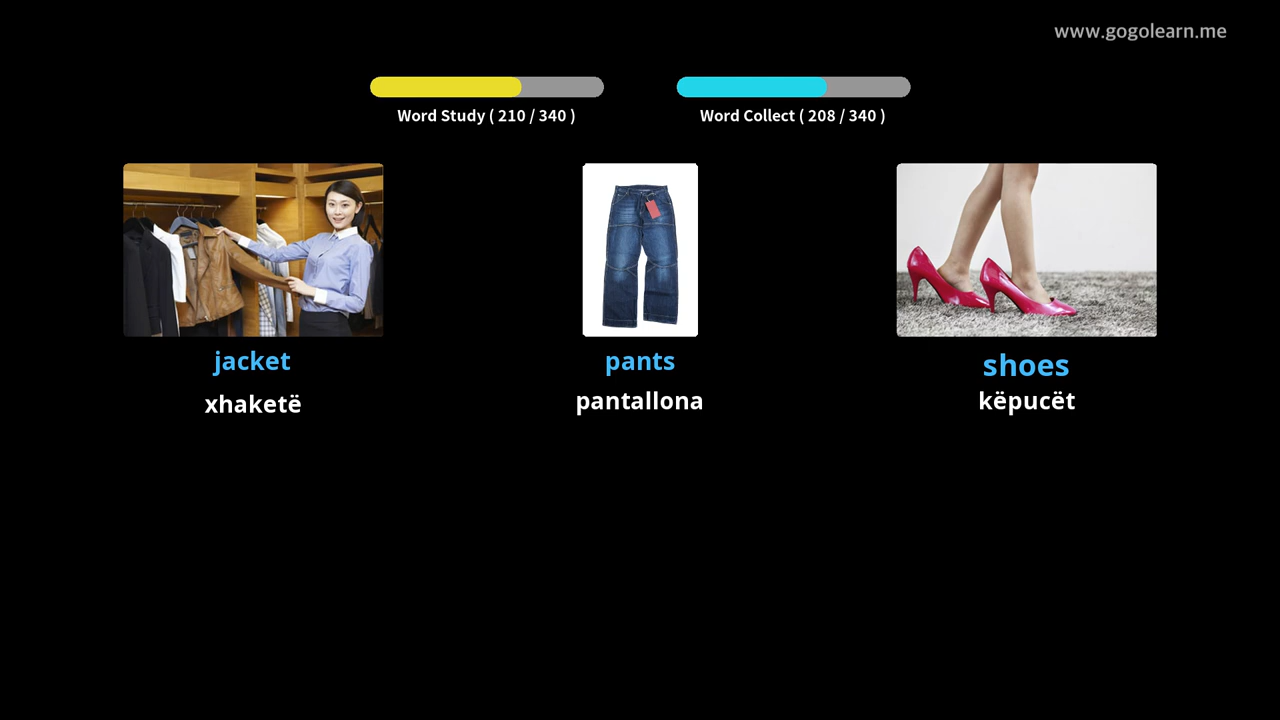 www.gogolearn.me
Word Study ( 210 / 340 )
Word Collect ( 208 / 340 )
jacket
xhaketë
pants
pantallona
shoes
këpucët